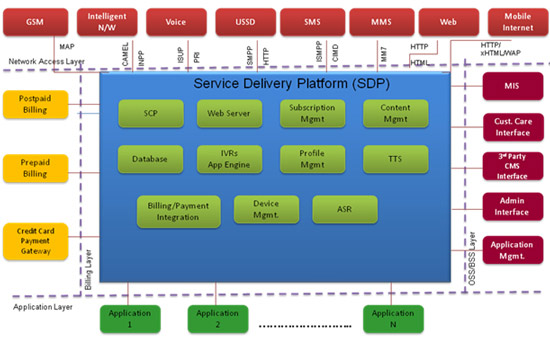 GSM
Intelligent
N/W
Voice
USSD
SMS
MMS
Web
Mobile
Internet
MAP
CAMEL
INPP
ISUP
PRI
SMPP
HTTP
ISMPP
CIMD
MM7
HTTP
HTML
HTTP/
xHTML/WAP
Network Access Layer
Service Delivery Platform (SDP)
Postpaid
Billing
SCP
Web Server
Subscription
Mgmt
Content
Mgmt
MIS
Cust. Care
Interface
Prepaid
Billing
Database
IVRs
App Engine
Profile
Mgmt
TTS
3rd Party
CMS
Interface
Billing/Payment
Integration
Device
Mgmt.
ASR
Admin
Interface
Credit Card
Payment
Gateway
Billing Layer
OSS/BSS Layer
Application
Mgmt.
Application Layer
Application
1
Application
2
........................
Application
N